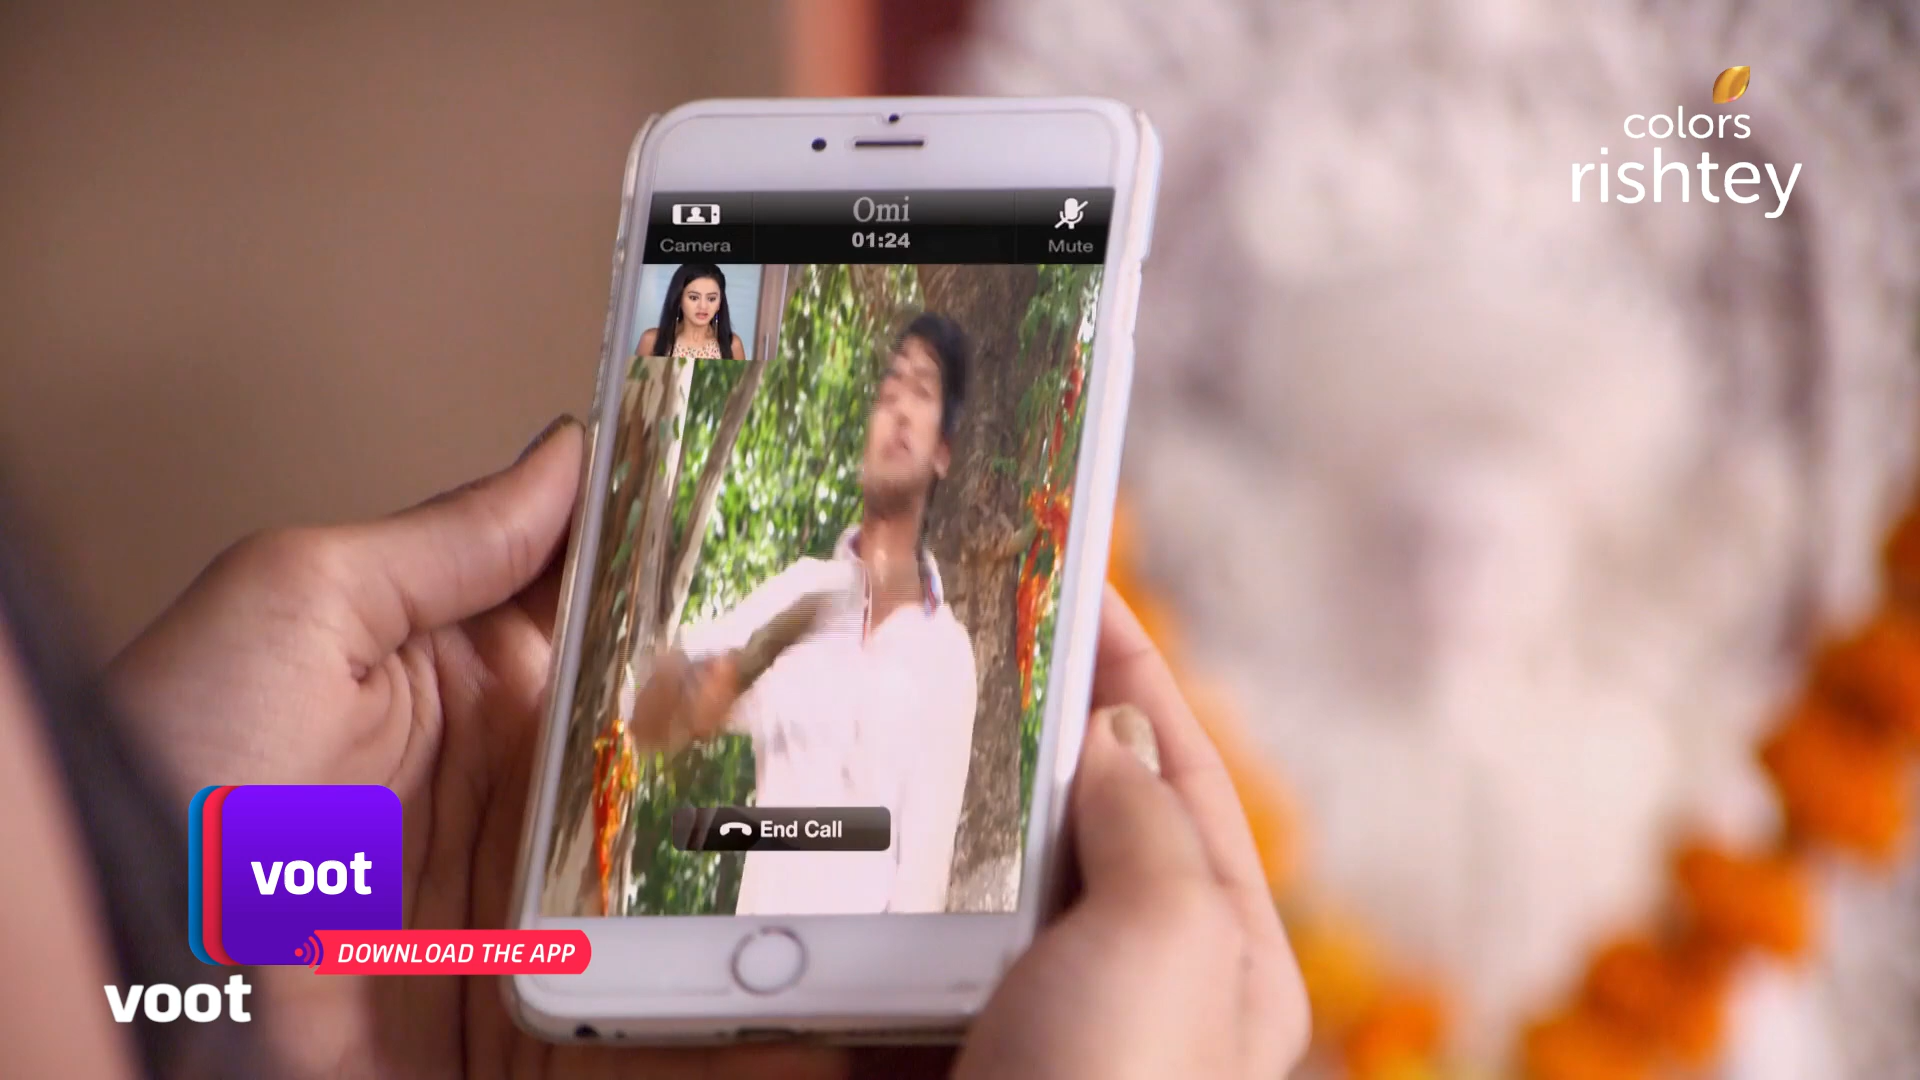 colors
rishtey
Omi
01:24
Camera
Mute
End Call
voot
DOWNLOAD THE APP
voot